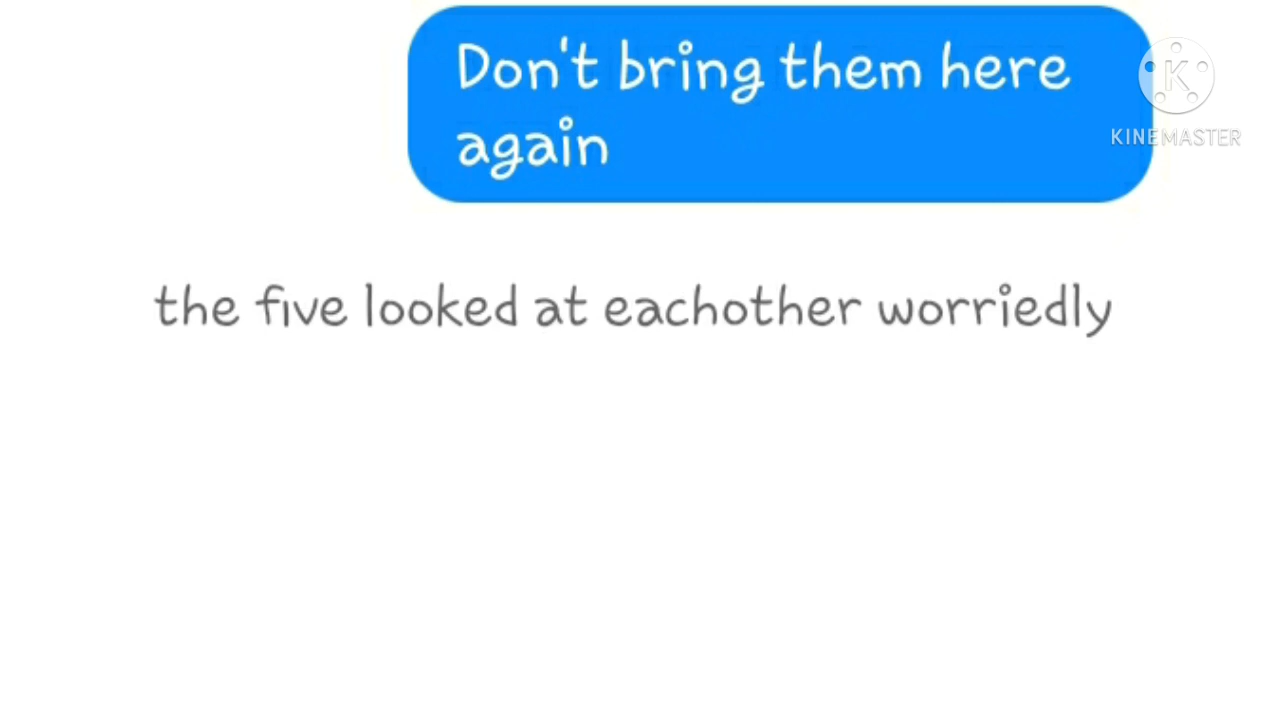 Don't bring them here
again
K
KINEMASTER
the five looked at eachother worriedly